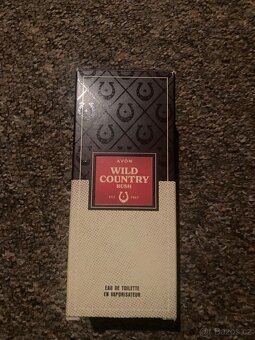 AVON
WILD
COUNTRY
RUSH
EAU DE TOILETTE
EN VAPORISATEUR